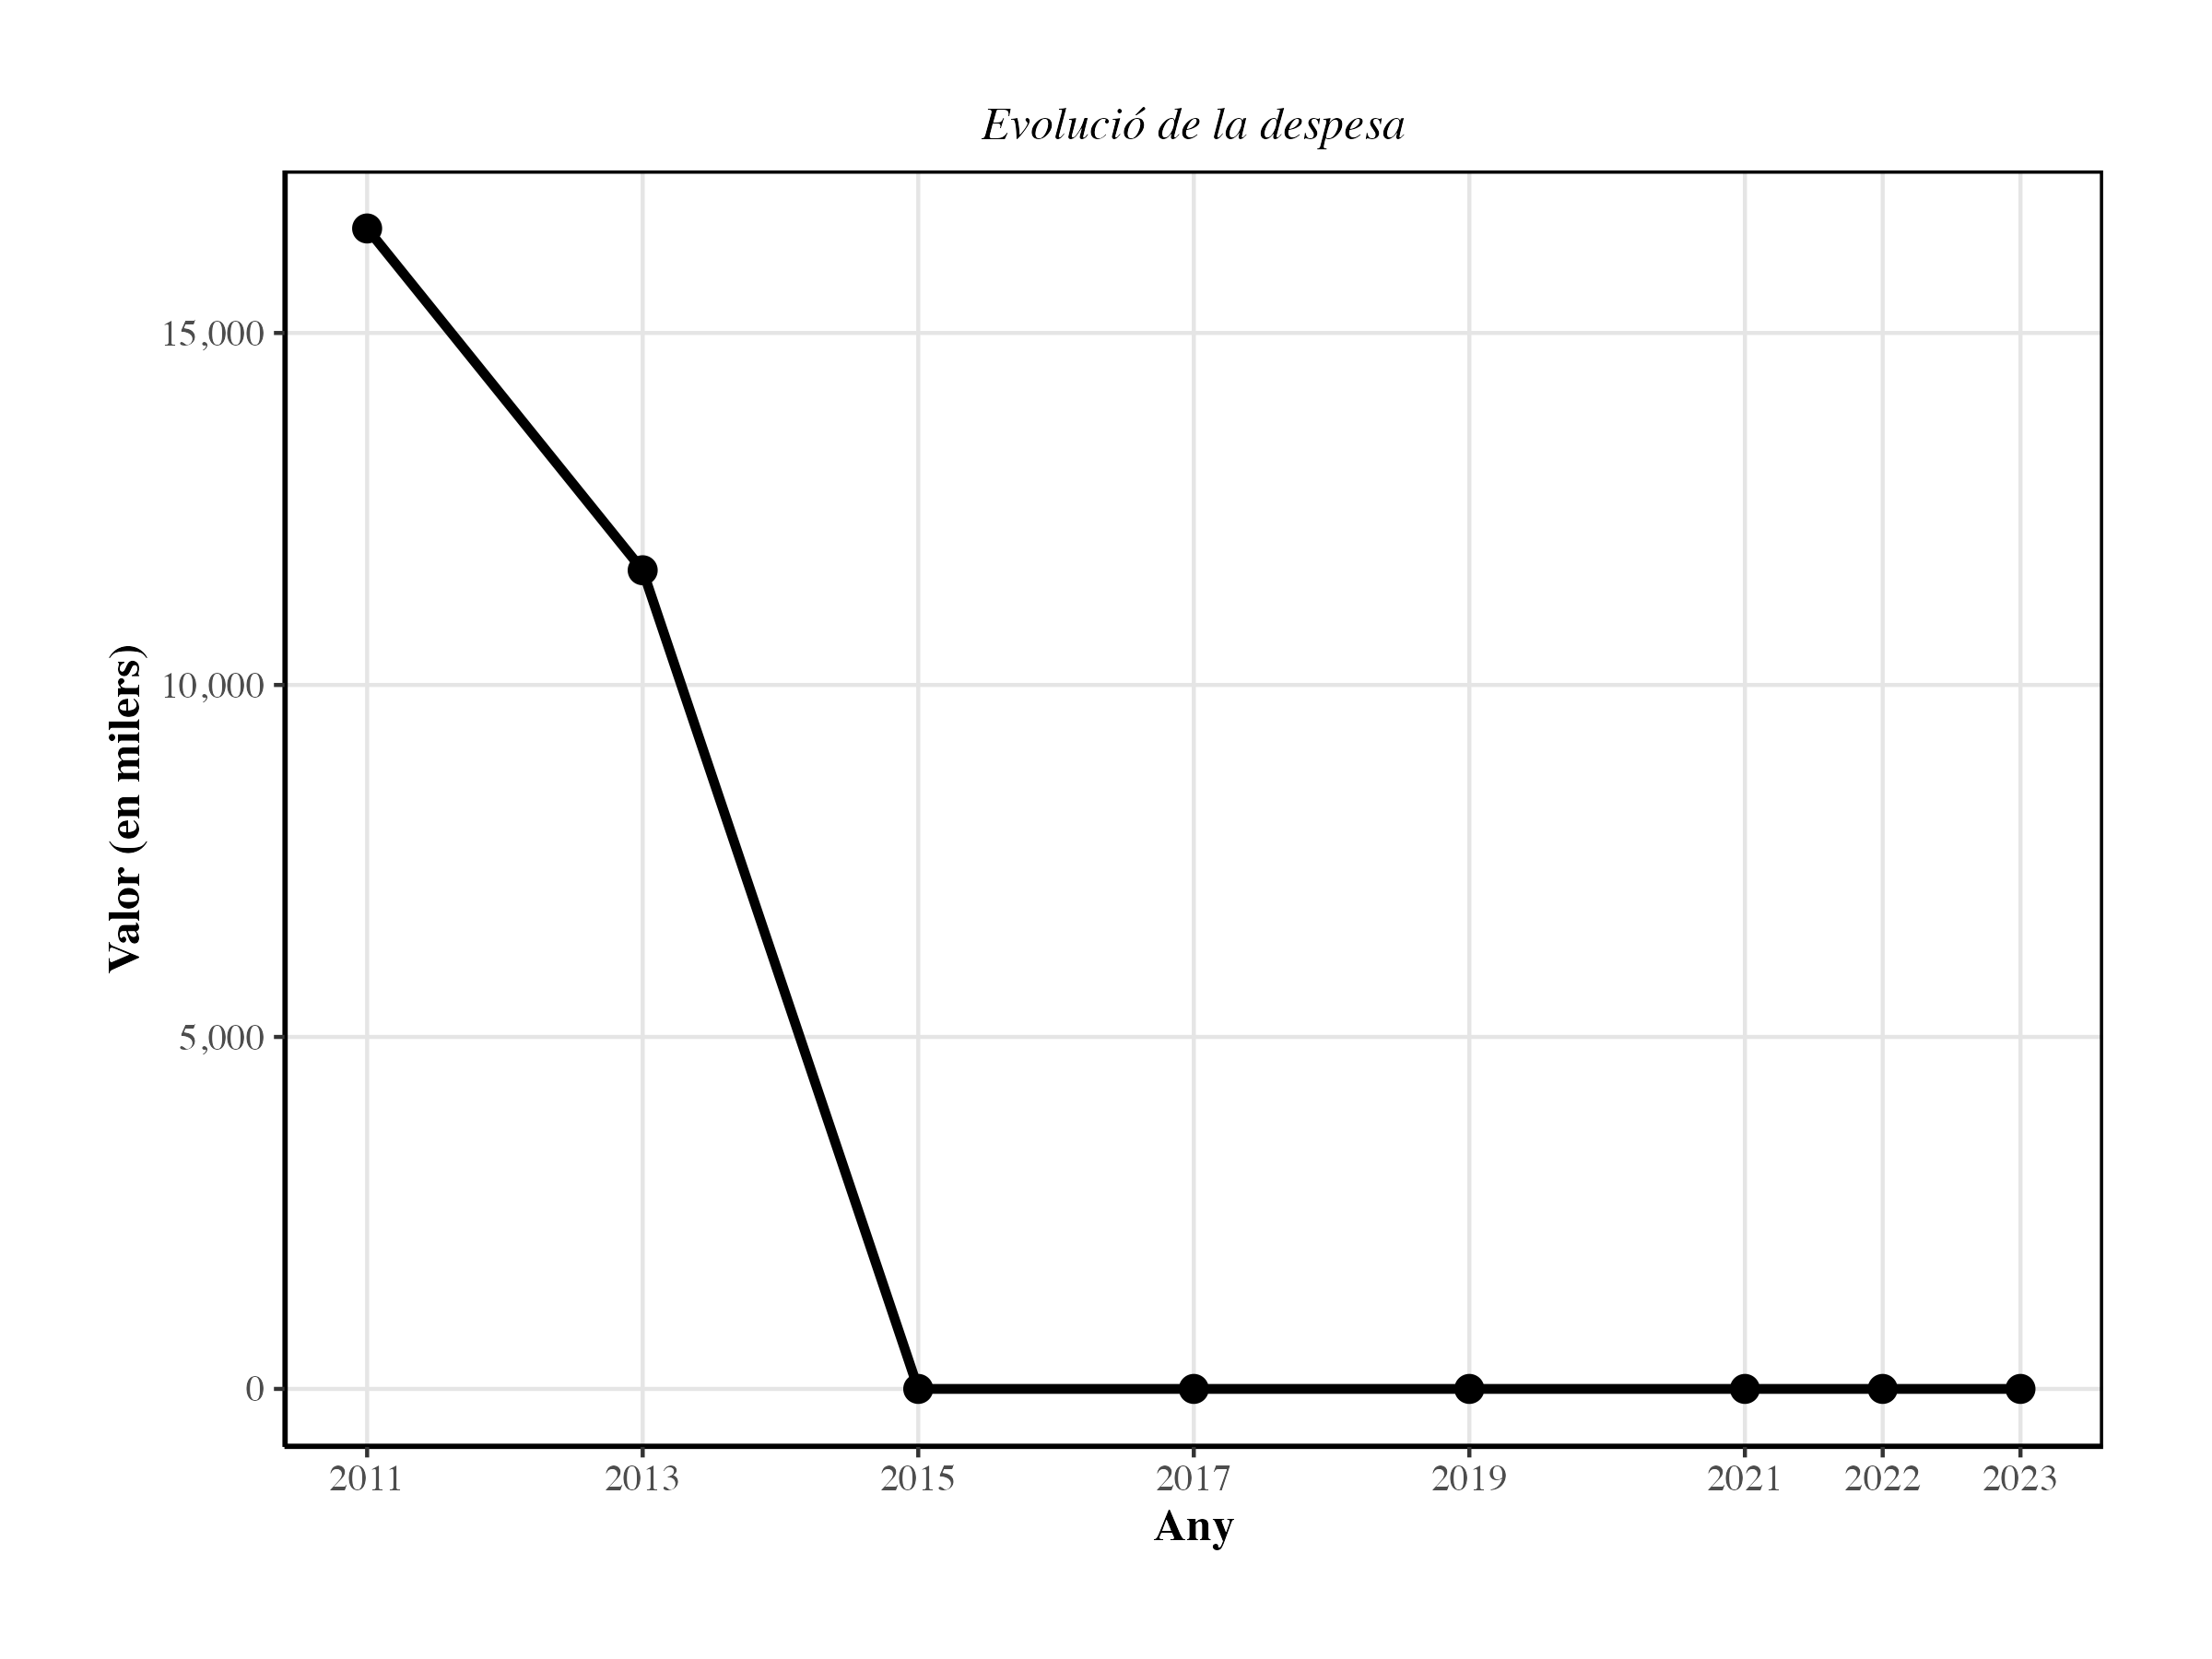 Evolució de la despesa
Valor (en milers)
15,000
10,000
5,000
0
2011 2013 2015 2017 2019 2021 2022 2023
Any